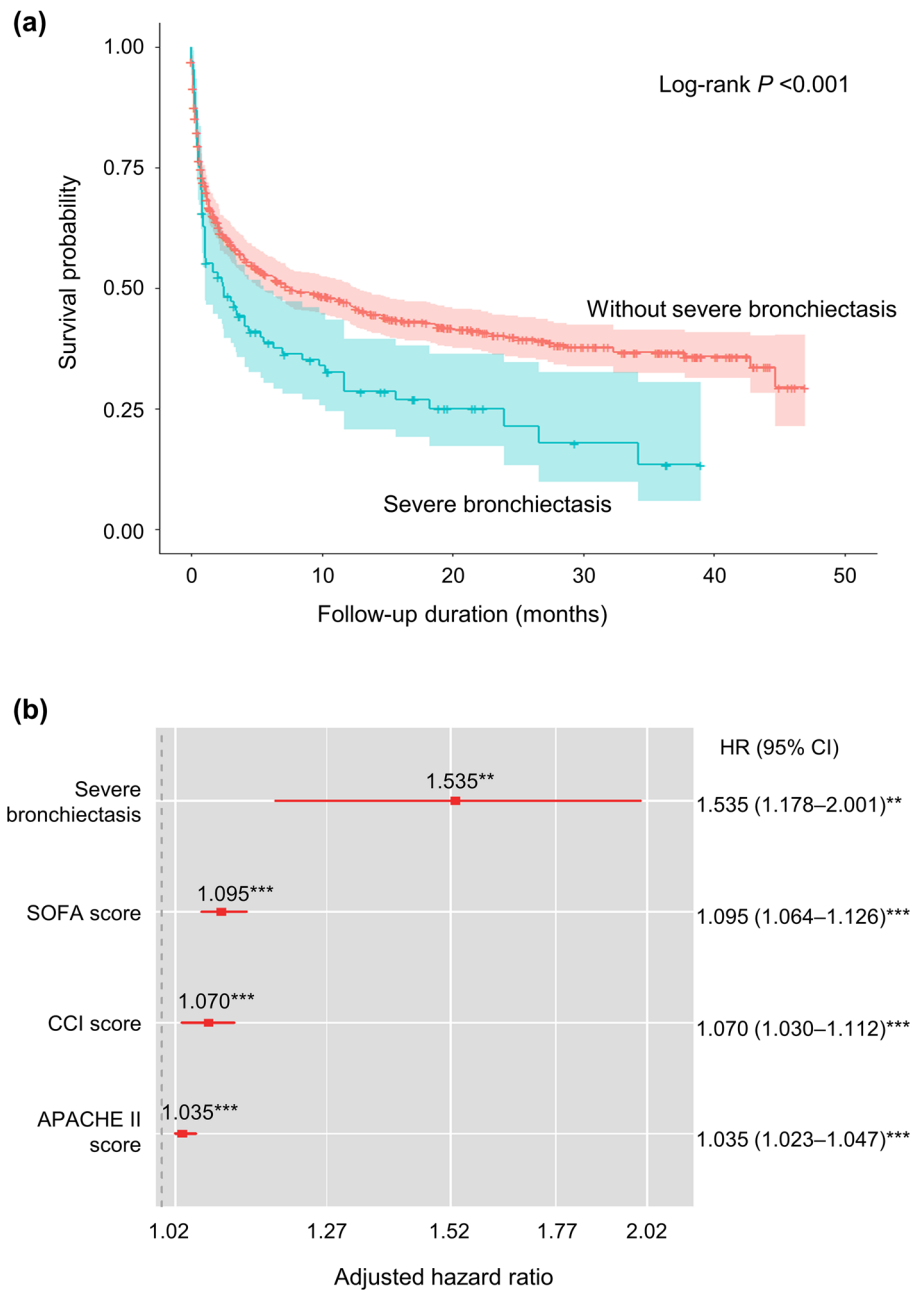 (a)
1.00
0.75
0.50
0.25
0.00
Survival probability
Log-rank P <0.001
Without severe bronchiectasis
Severe bronchiectasis
0 10 20 30 40 50
Follow-up duration (months)
(b)
HR (95% CI)
Severe
bronchiectasis
1.535**
1.535 (1.178–2.001)**
SOFA score
1.095***
1.095 (1.064–1.126)***
CCI score
1.070***
1.070 (1.030–1.112)***
APACHE II
score
1.035***
1.035 (1.023–1.047)***
1.02 1.27 1.52 1.77 2.02
Adjusted hazard ratio